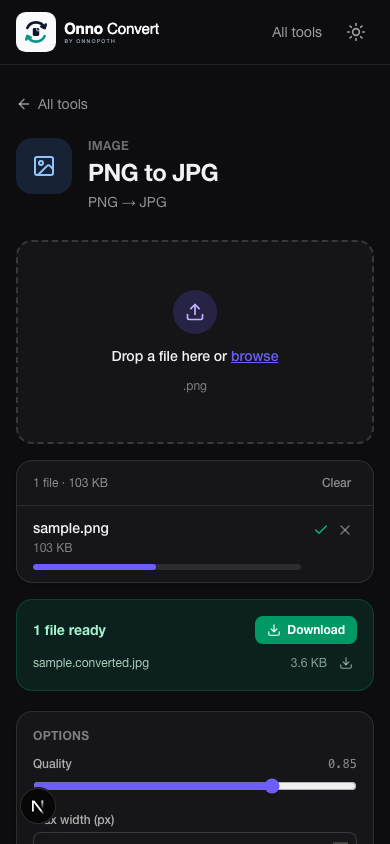 Onno Convert
BY ONNOPOTH
All tools
← All tools
IMAGE
PNG to JPG
PNG → JPG
Drop a file here or browse
.png
1 file · 103 KB
Clear
sample.png
103 KB
1 file ready
Download
sample.converted.jpg
3.6 KB
OPTIONS
Quality
0.85
N
width (px)